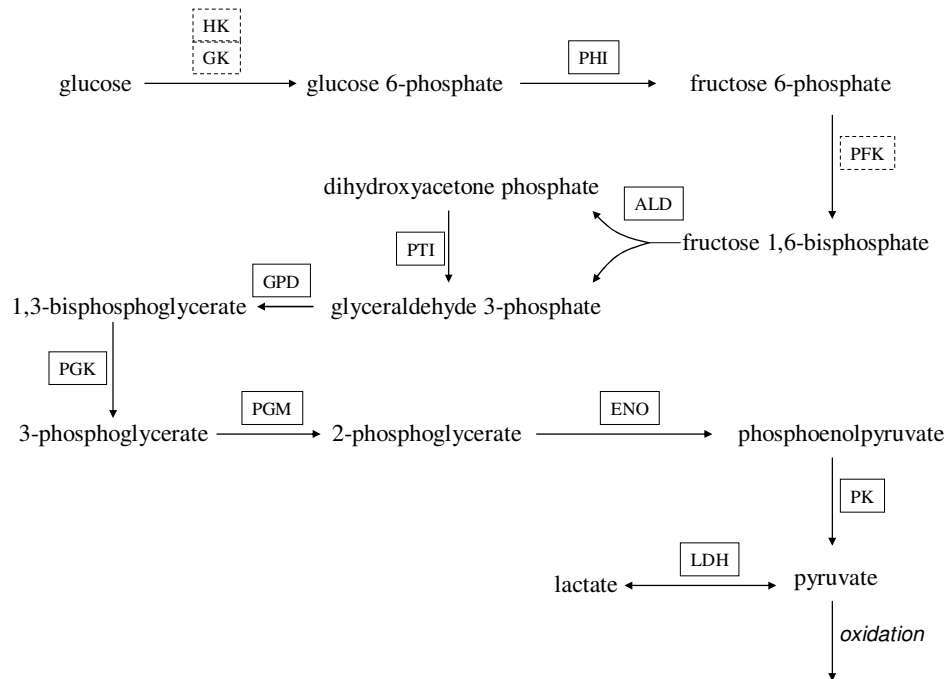 HK
GK
glucose
glucose 6-phosphate
PHI
fructose 6-phosphate
PFK
dihydroxyacetone phosphate
ALD
fructose 1,6-bisphosphate
PTI
GPD
1,3-bisphosphoglycerate
glyceraldehyde 3-phosphate
PGK
PGM
ENO
3-phosphoglycerate
2-phosphoglycerate
phosphoenolpyruvate
PK
LDH
lactate
pyruvate
oxidation